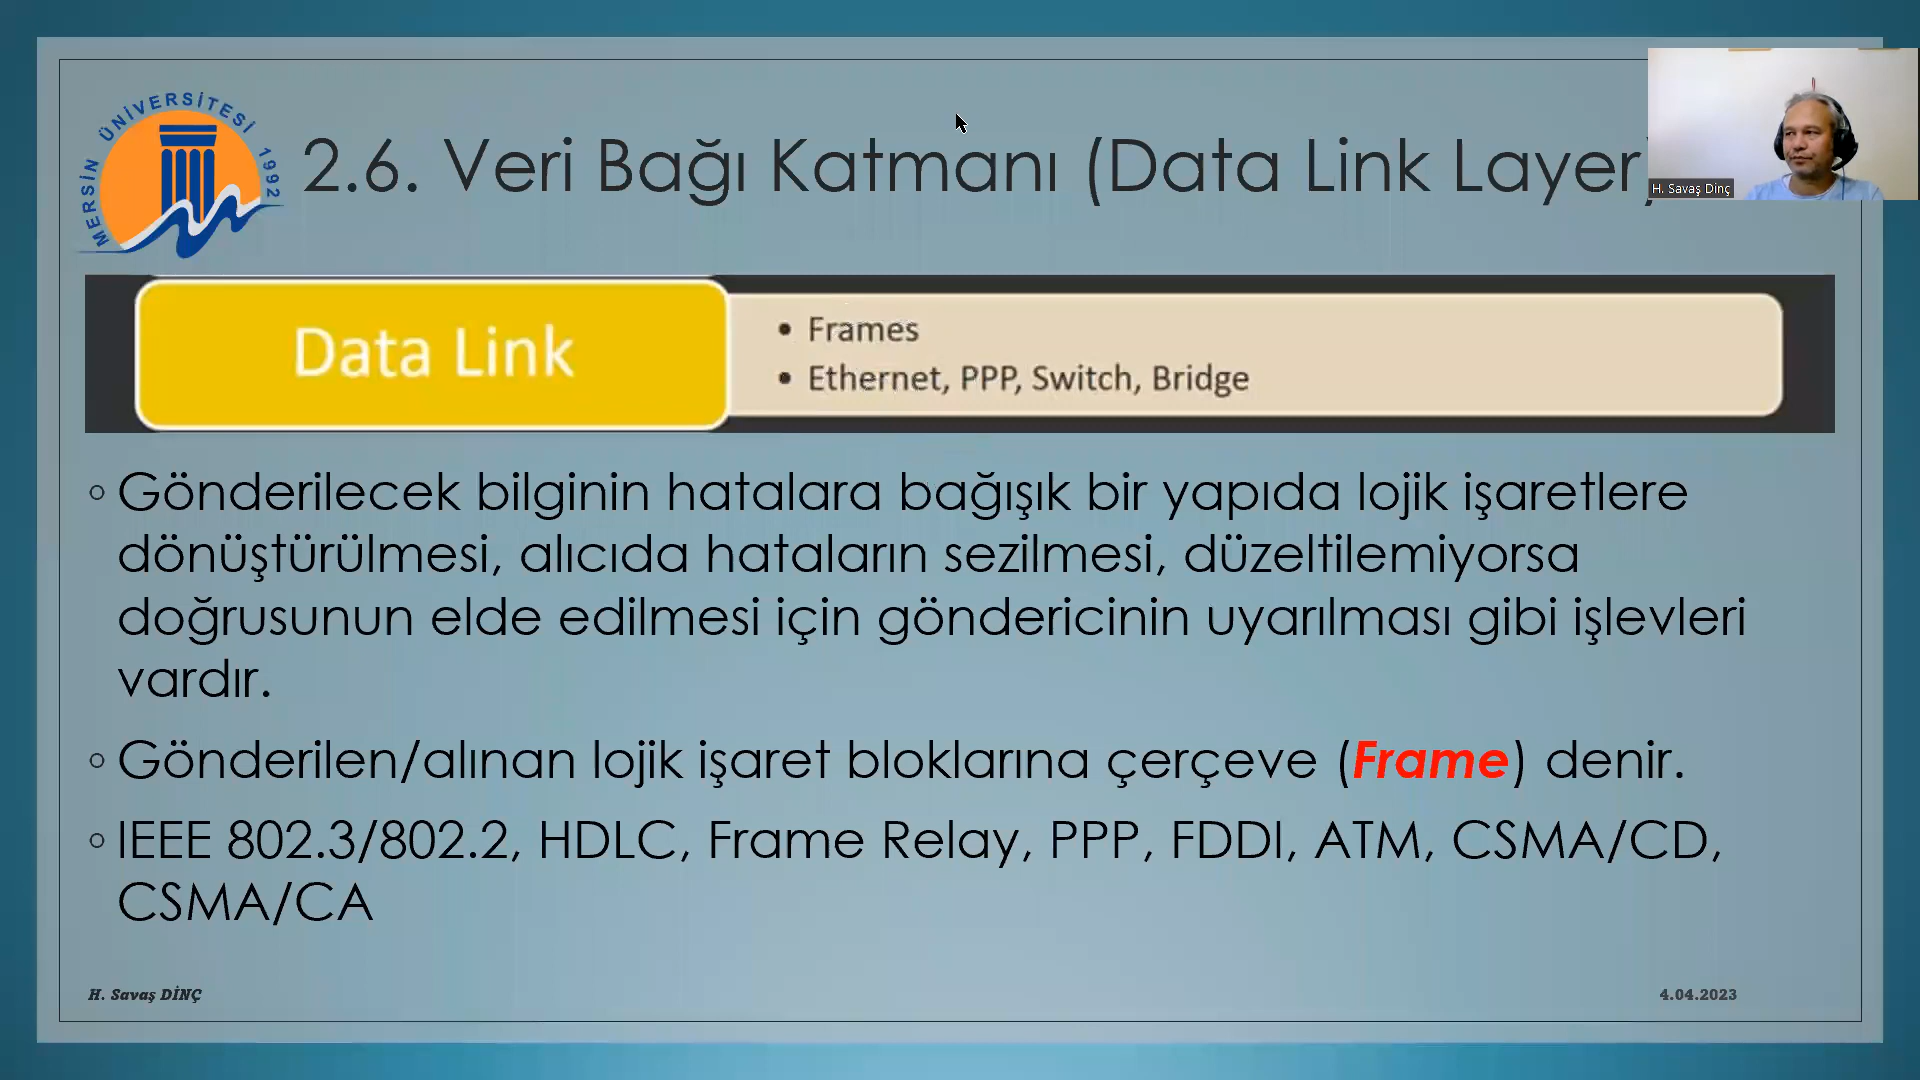 MERSİN ÜNİVERSİTESİ 1992
2.6. Veri Bağı Katmanı (Data Link Layer)
H. Savaş Dinç
Data Link
• Frames
• Ethernet, PPP, Switch, Bridge
◦ Gönderilecek bilginin hatalara bağışık bir yapıda lojik işaretlere
dönüştürülmesi, alıcıda hataların sezilmesi, düzeltilemiyorsa
doğrusunun elde edilmesi için göndericinin uyarılması gibi işlevleri
vardır.
◦ Gönderilen/alınan lojik işaret bloklarına çerçeve (Frame) denir.
◦ IEEE 802.3/802.2, HDLC, Frame Relay, PPP, FDDI, ATM, CSMA/CD,
CSMA/CA
H. Savaş DİNÇ
4.04.2023